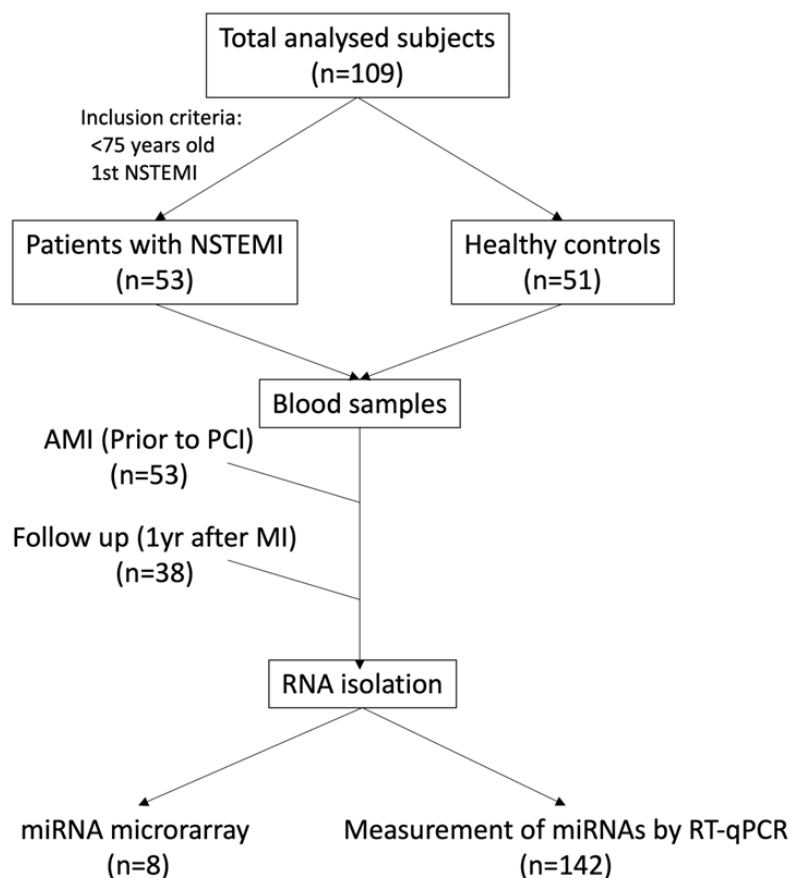 Total analysed subjects
(n=109)
Inclusion criteria:
<75 years old
1st NSTEMI
Patients with NSTEMI
(n=53)
Healthy controls
(n=51)
Blood samples
AMI (Prior to PCI)
(n=53)
Follow up (1yr after MI)
(n=38)
RNA isolation
miRNA microrarray
(n=8)
Measurement of miRNAs by RT-qPCR
(n=142)